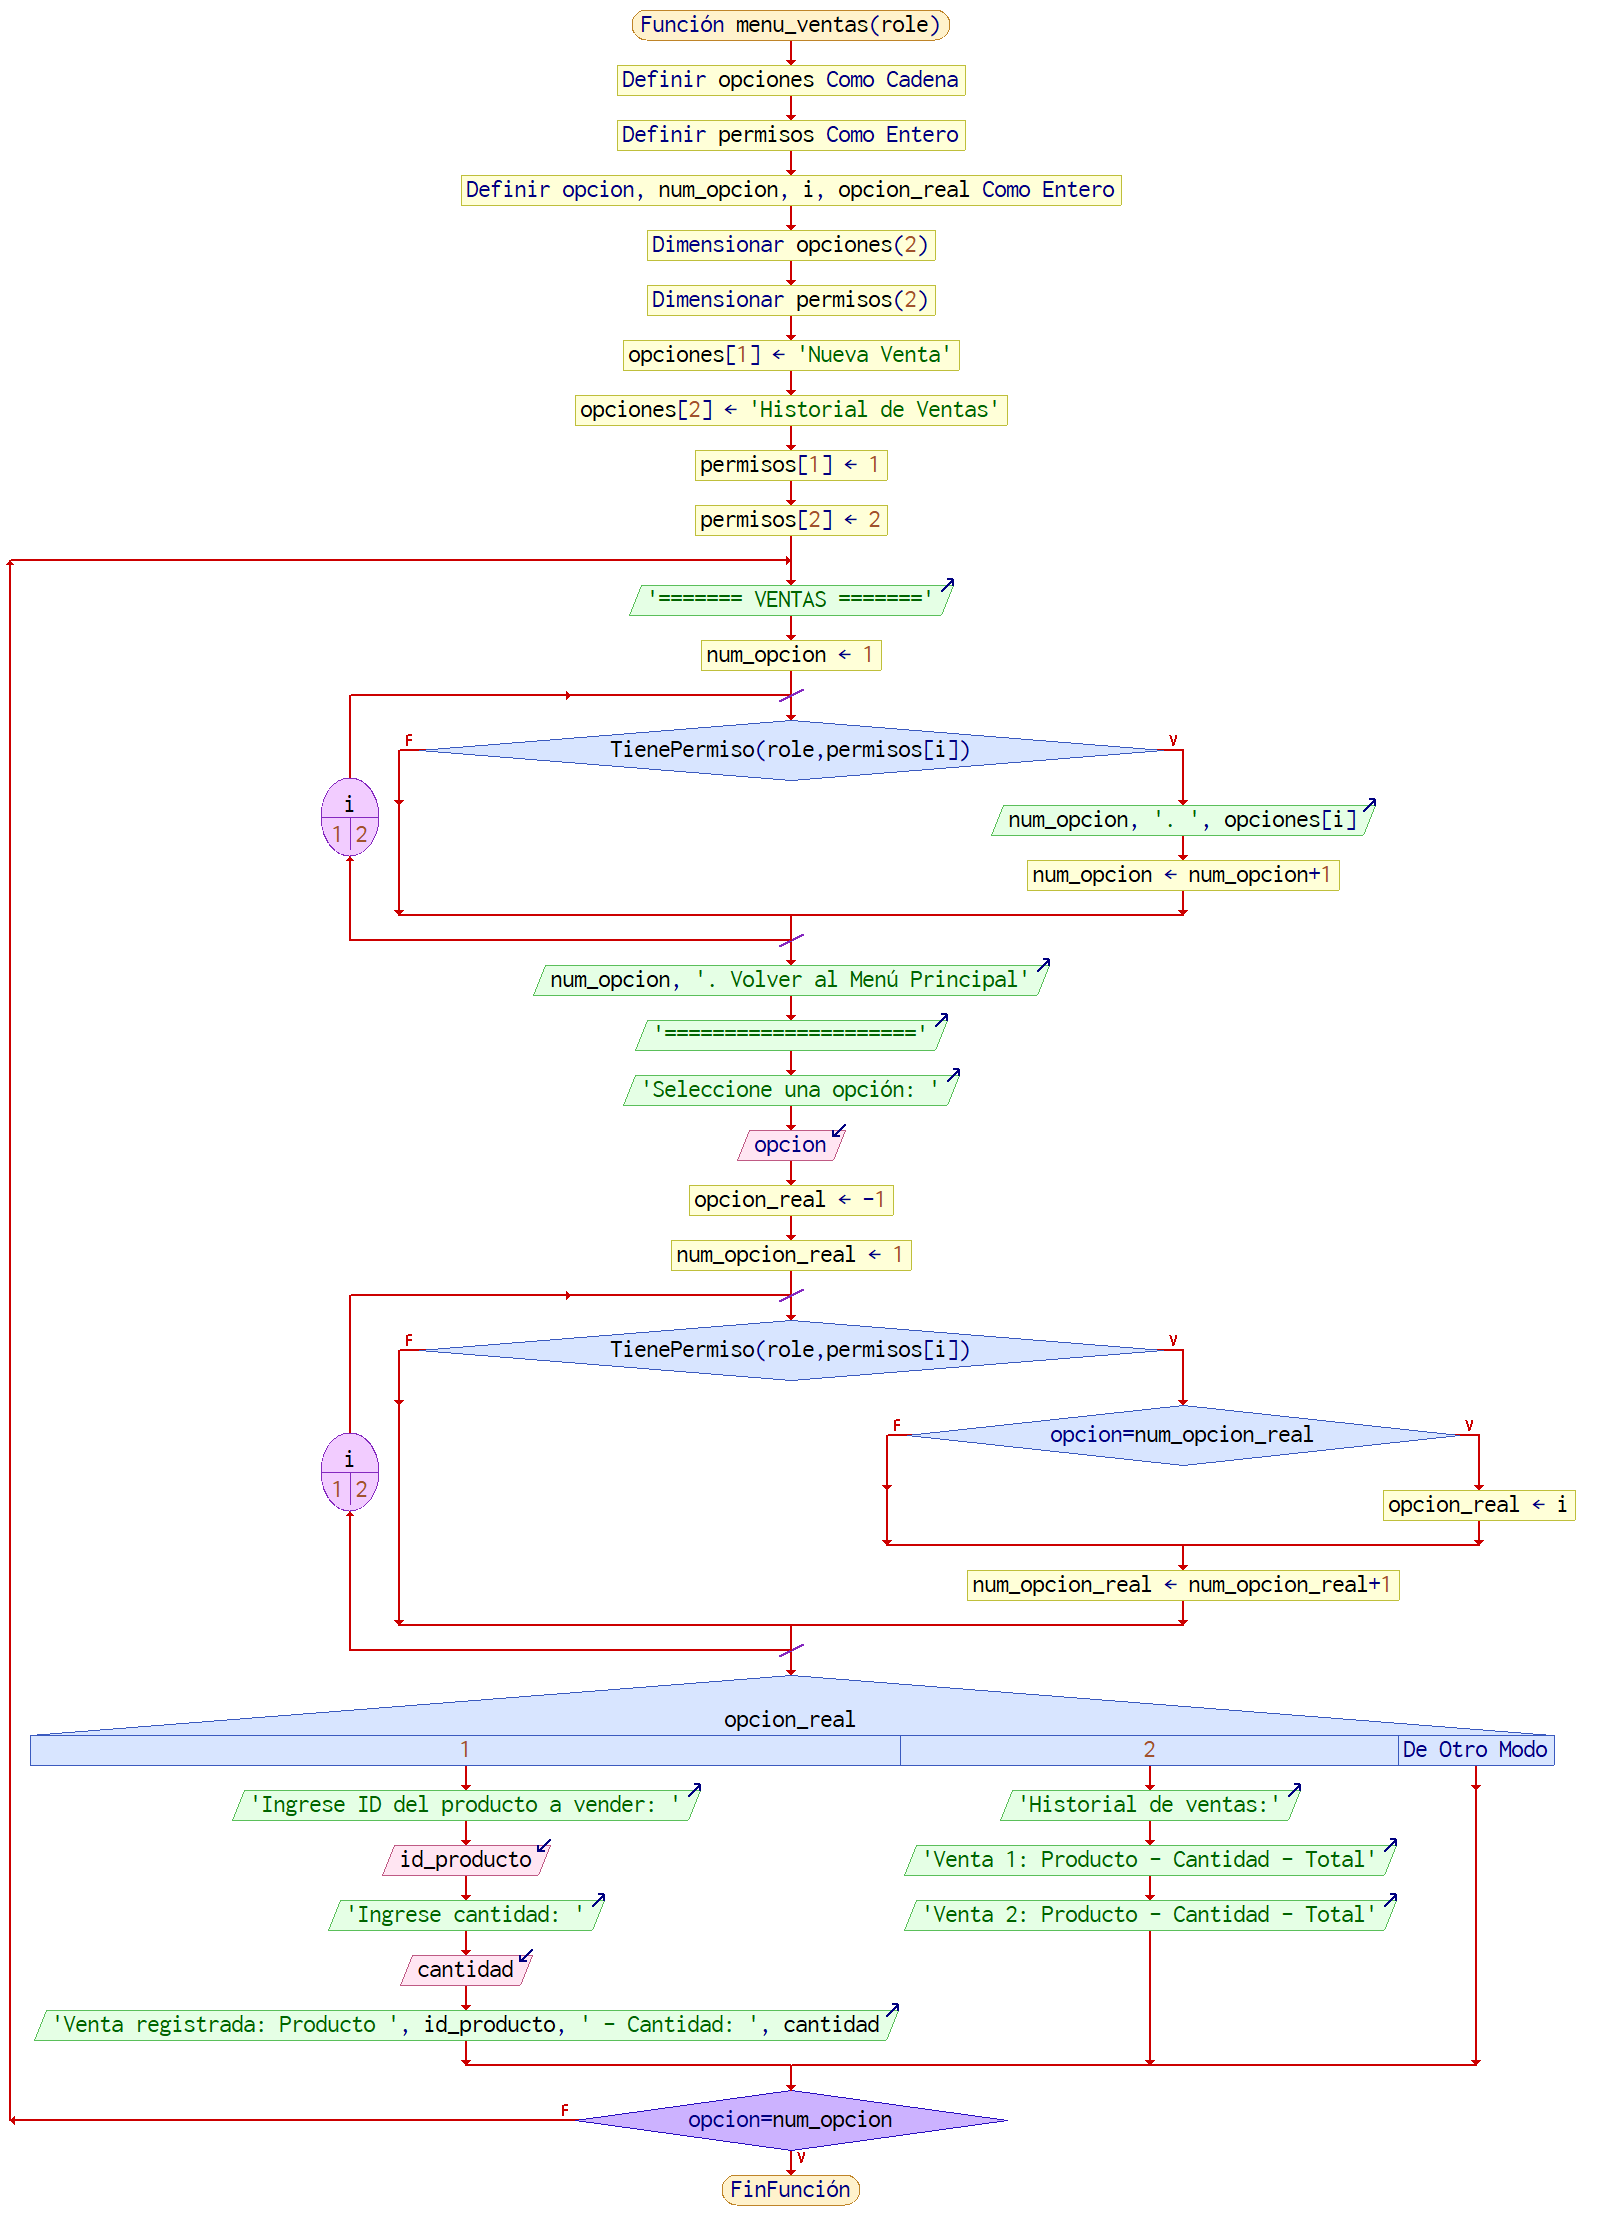 Función menu_ventas(role)
Definir opciones Como Cadena
Definir permisos Como Entero
Definir opcion, num_opcion, i, opcion_real Como Entero
Dimensionar opciones(2)
Dimensionar permisos(2)
opciones[1] ← 'Nueva Venta'
opciones[2] ← 'Historial de Ventas'
permisos[1] ← 1
permisos[2] ← 2
'======= VENTAS ======='
num_opcion ← 1
F
TienePermiso(role,permisos[i])
V
i
1 2
num_opcion, '. ', opciones[i]
num_opcion ← num_opcion+1
num_opcion, '. Volver al Menú Principal'
'====================='
'Seleccione una opción: '
opcion
opcion_real ← -1
num_opcion_real ← 1
F
TienePermiso(role,permisos[i])
V
F
opcion=num_opcion_real
V
i
1 2
opcion_real ← i
num_opcion_real ← num_opcion_real+1
opcion_real
1
2
De Otro Modo
'Ingrese ID del producto a vender: '
id_producto
'Ingrese cantidad: '
cantidad
'Venta registrada: Producto ', id_producto, ' - Cantidad: ', cantidad
'Historial de ventas:'
'Venta 1: Producto - Cantidad - Total'
'Venta 2: Producto - Cantidad - Total'
F
opcion=num_opcion
V
FinFunción